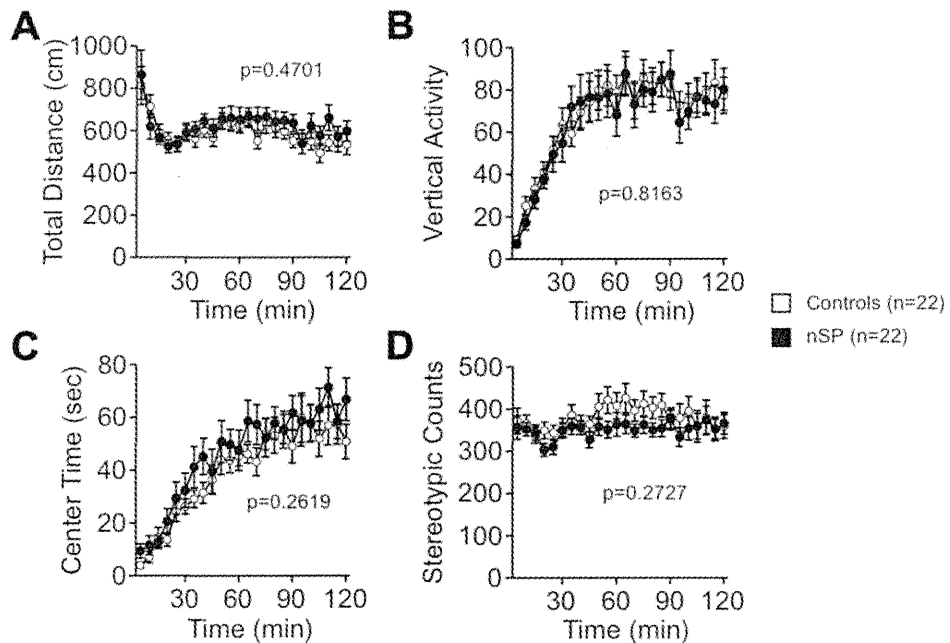 A
Total Distance (cm)
1000
800
600
400
200
0
p=0.4701
30 60 90 120
Time (min)
B
Vertical Activity
100
80
60
40
20
0
p=0.8163
30 60 90 120
Time (min)
Controls (n=22)
nSP (n=22)
C
Center Time (sec)
80
60
40
20
0
p=0.2619
30 60 90 120
Time (min)
D
Stereotypic Counts
500
400
300
200
100
0
p=0.2727
30 60 90 120
Time (min)